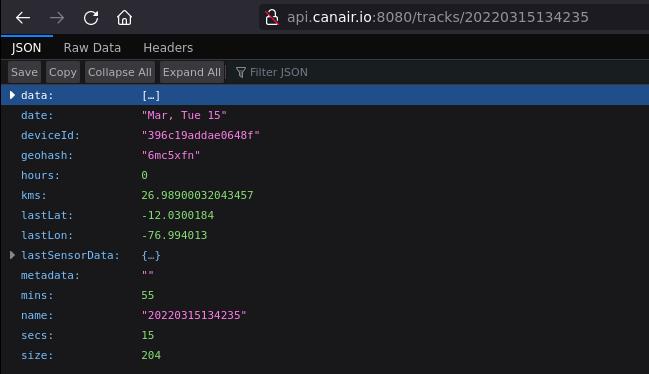 api.canair.io:8080/tracks/20220315134235
JSON Raw Data Headers
Save Copy Collapse All Expand All Filter JSON
data: […]
date: "Mar, Tue 15"
deviceId: "396c19addae0648f"
geohash: "6mc5xfn"
hours: 0
kms: 26.98900032043457
lastLat: -12.0300184
lastLon: -76.994013
lastSensorData: {…}
metadata: ""
mins: 55
name: "20220315134235"
secs: 15
size: 204